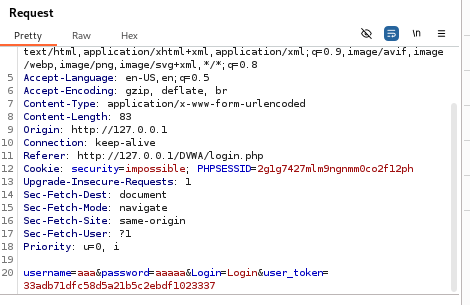 Request
Pretty Raw Hex \n
text/html,application/xhtml+xml,application/xml;q=0.9,image/avif,image
/webp,image/png,image/svg+xml,*/*;q=0.8
5 Accept-Language: en-US,en;q=0.5
6 Accept-Encoding: gzip, deflate, br
7 Content-Type: application/x-www-form-urlencoded
8 Content-Length: 83
9 Origin: http://127.0.0.1
10 Connection: keep-alive
11 Referer: http://127.0.0.1/DVWA/login.php
12 Cookie: security=impossible; PHPSESSID=2g1g7427mlm9ngnmm0co2fl2ph
13 Upgrade-Insecure-Requests: 1
14 Sec-Fetch-Dest: document
15 Sec-Fetch-Mode: navigate
16 Sec-Fetch-Site: same-origin
17 Sec-Fetch-User: ?1
18 Priority: u=0, i
19
20 username=aaa&password=aaaaa&Login=Login&user_token=
33adb71dfc58d5a21b5c2ebdf1023337